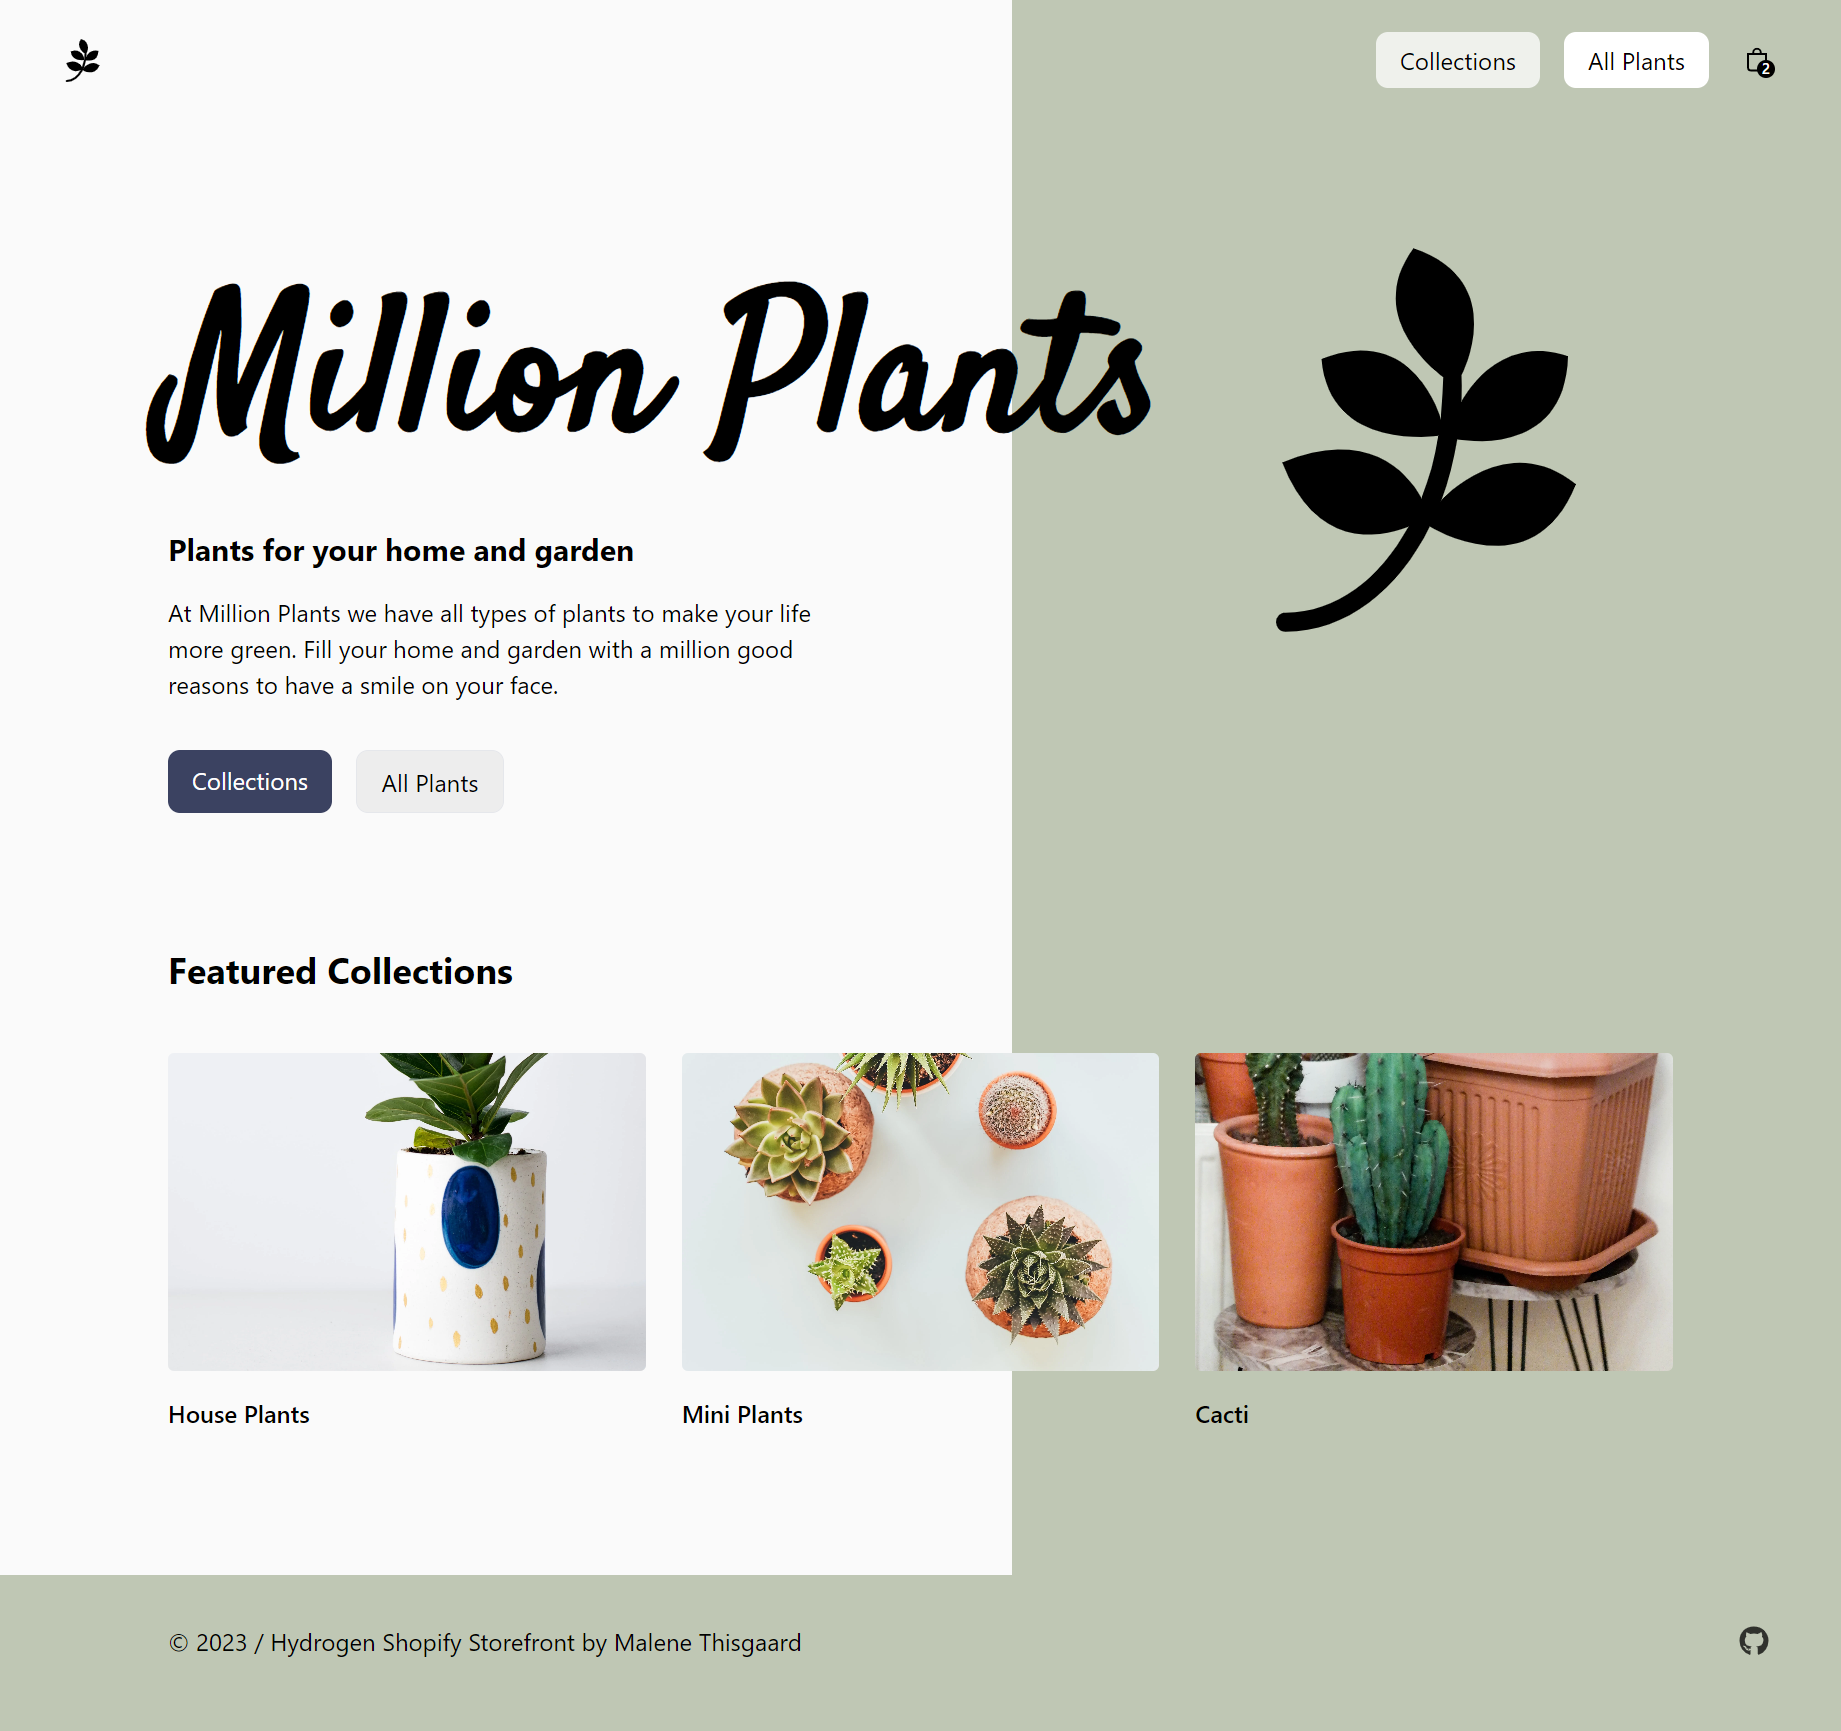 Collections
All Plants
2
Million Plants
Plants for your home and garden
At Million Plants we have all types of plants to make your life
more green. Fill your home and garden with a million good
reasons to have a smile on your face.
Collections
All Plants
Featured Collections
House Plants
Mini Plants
Cacti
© 2023 / Hydrogen Shopify Storefront by Malene Thisgaard